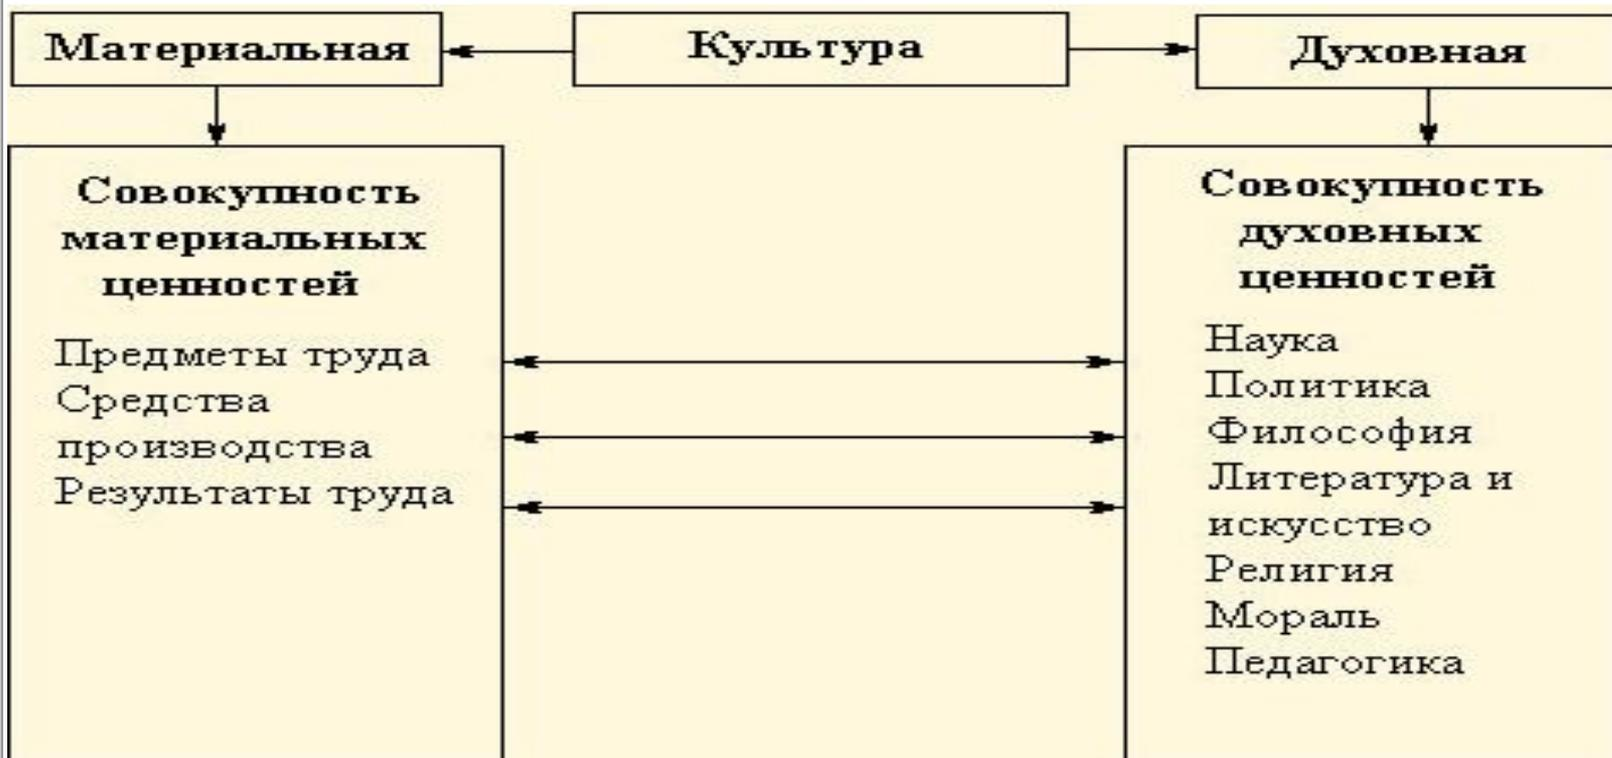 Материальная
Культура
Духовная
Совокупность
материальных
ценностей
Предметы труда
Средства
производства
Результаты труда
Совокупность
духовных
ценностей
Наука
Политика
Философия
Литература и
искусство
Религия
Мораль
Педагогика